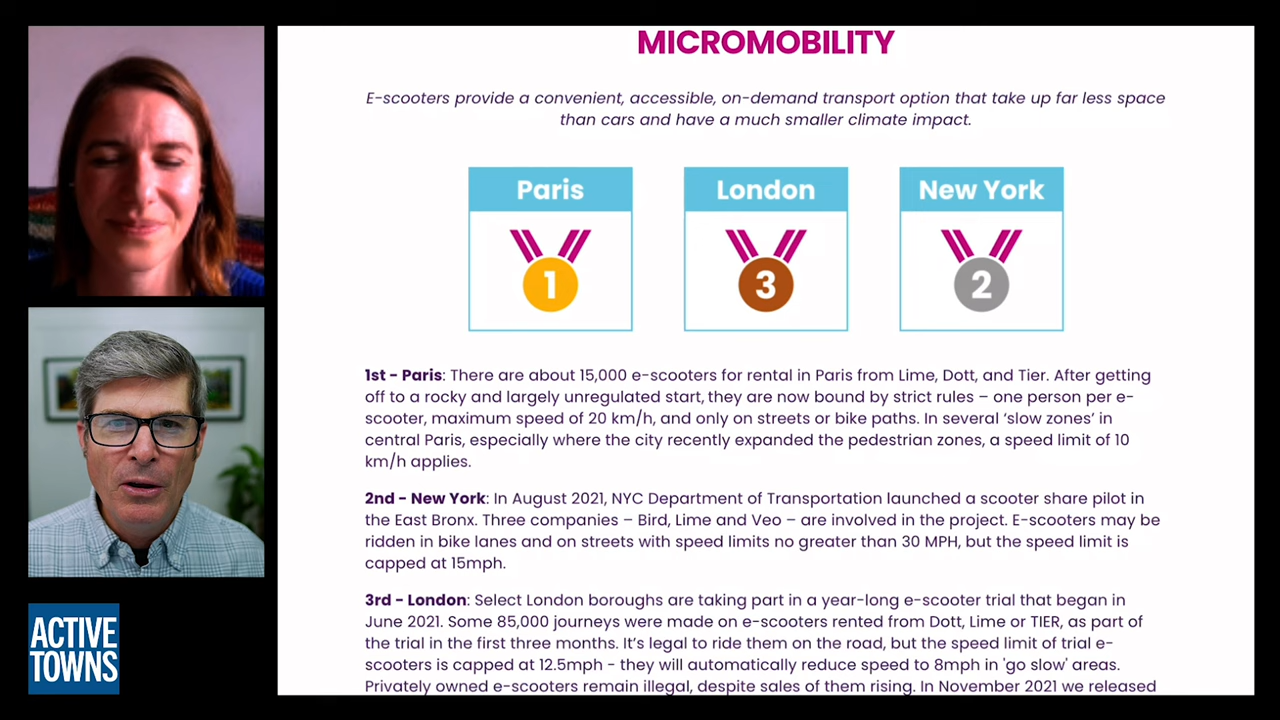 MICROMOBILITY
E-scooters provide a convenient, accessible, on-demand transport option that take up far less space
than cars and have a much smaller climate impact.
Paris
London
New York
1
3
2
1st - Paris: There are about 15,000 e-scooters for rental in Paris from Lime, Dott, and Tier. After getting
off to a rocky and largely unregulated start, they are now bound by strict rules – one person per e-
scooter, maximum speed of 20 km/h, and only on streets or bike paths. In several ‘slow zones’ in
central Paris, especially where the city recently expanded the pedestrian zones, a speed limit of 10
km/h applies.
2nd - New York: In August 2021, NYC Department of Transportation launched a scooter share pilot in
the East Bronx. Three companies – Bird, Lime and Veo – are involved in the project. E-scooters may be
ridden in bike lanes and on streets with speed limits no greater than 30 MPH, but the speed limit is
capped at 15mph.
3rd - London: Select London boroughs are taking part in a year-long e-scooter trial that began in
June 2021. Some 85,000 journeys were made on e-scooters rented from Dott, Lime or TIER, as part of
the trial in the first three months. It’s legal to ride them on the road, but the speed limit of trial e-
scooters is capped at 12.5mph - they will automatically reduce speed to 8mph in 'go slow' areas.
Privately owned e-scooters remain illegal, despite sales of them rising. In November 2021 we released
ACTIVE
TOWNS